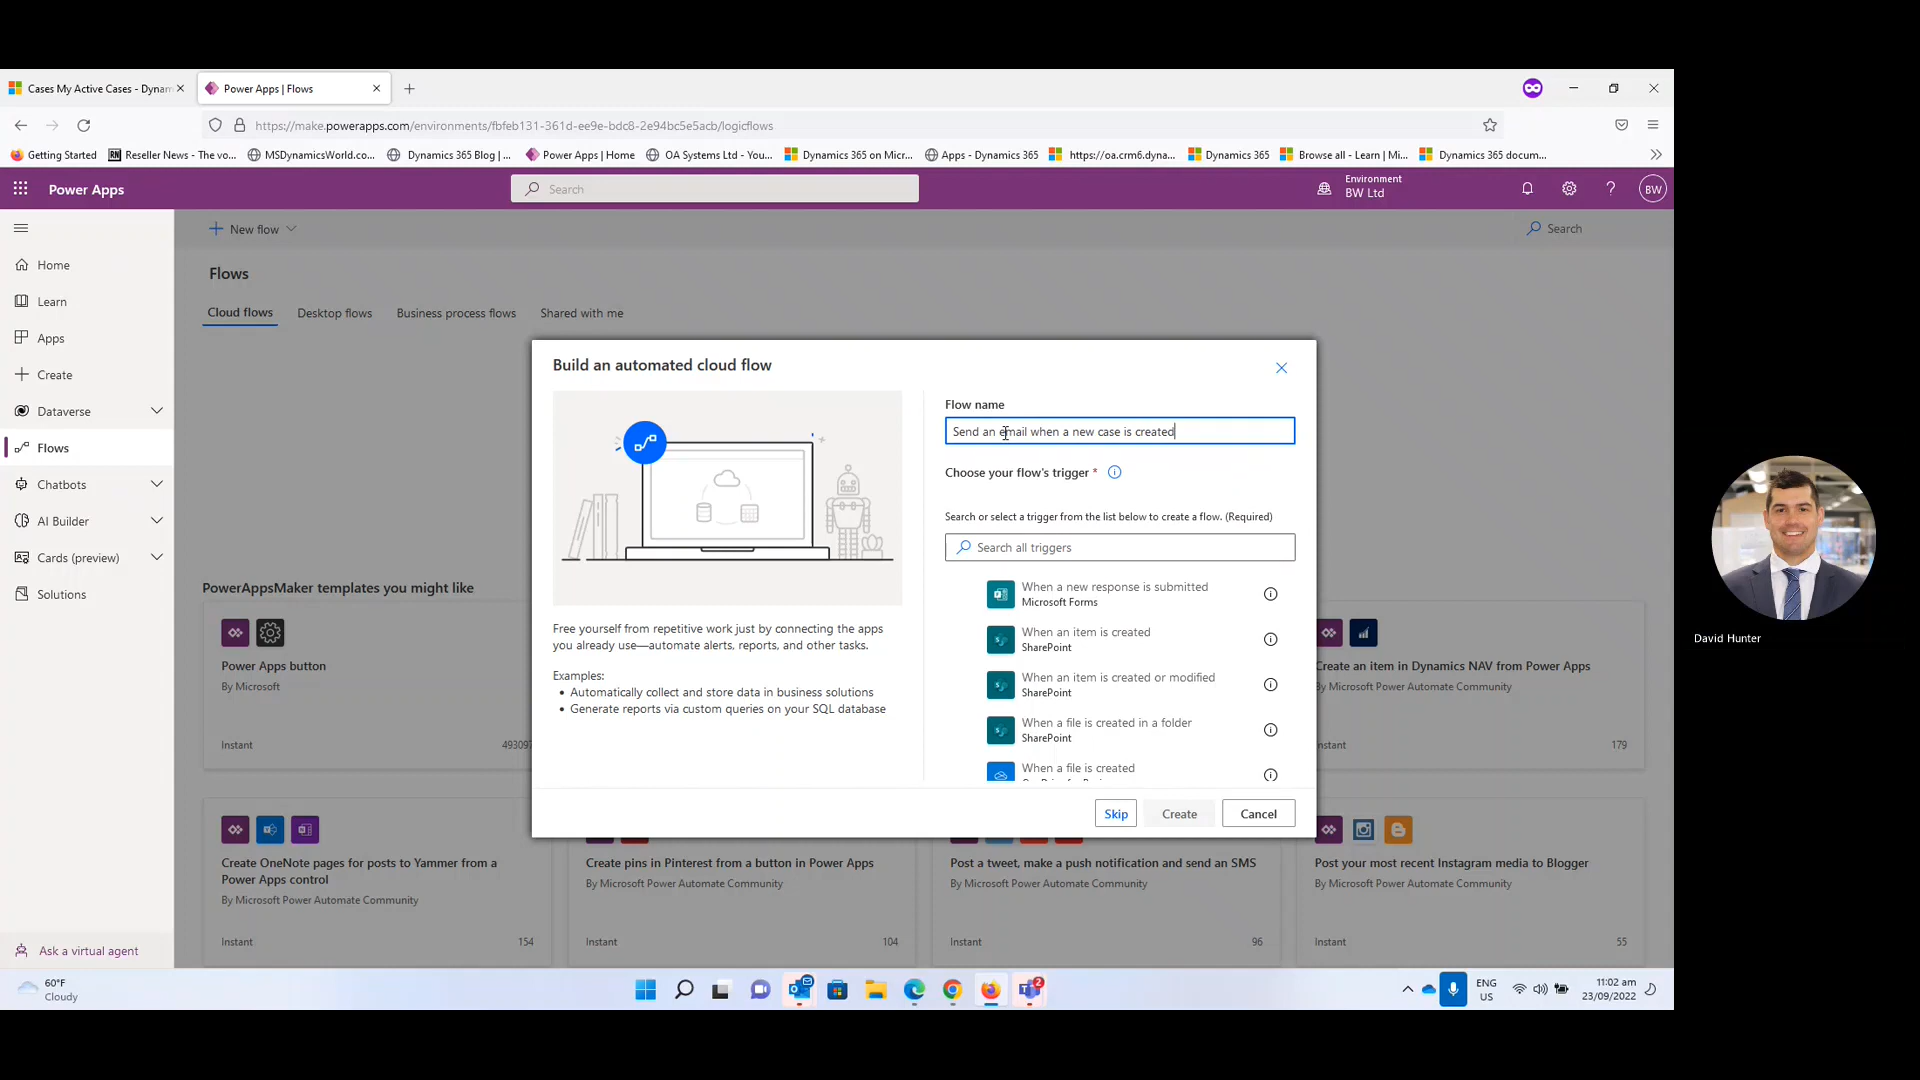 Cases My Active Cases - Dynam
Power Apps | Flows
https://make.powerapps.com/environments/fbfeb131-361d-ee9e-bdc8-2e94bc5e5acb/logicflows
Getting Started
Reseller News - The vo...
MSDynamicsWorld.co...
Dynamics 365 Blog | ...
Power Apps | Home
OA Systems Ltd - You...
Dynamics 365 on Micr...
Apps - Dynamics 365
https://oa.crm6.dyna...
Dynamics 365
Browse all - Learn | Mi...
Dynamics 365 docum...
Power Apps
Search
Environment
BW Ltd
BW
New flow
Search
Home
Learn
Apps
Create
Dataverse
Flows
Chatbots
AI Builder
Cards (preview)
Solutions
Ask a virtual agent
Flows
Cloud flows
Desktop flows
Business process flows
Shared with me
Build an automated cloud flow
Free yourself from repetitive work just by connecting the apps
you already use—automate alerts, reports, and other tasks.
Examples:
• Automatically collect and store data in business solutions
• Generate reports via custom queries on your SQL database
Flow name
Send an email when a new case is created
Choose your flow's trigger *
Search or select a trigger from the list below to create a flow. (Required)
Search all triggers
When a new response is submitted
Microsoft Forms
When an item is created
SharePoint
When an item is created or modified
SharePoint
When a file is created in a folder
SharePoint
When a file is created
Skip
Create
Cancel
PowerAppsMaker templates you might like
Power Apps button
By Microsoft
Instant
493097
Create an item in Dynamics NAV from Power Apps
By Microsoft Power Automate Community
Instant
179
Create OneNote pages for posts to Yammer from a
Power Apps control
By Microsoft Power Automate Community
Instant
154
Create pins in Pinterest from a button in Power Apps
By Microsoft Power Automate Community
Instant
104
Post a tweet, make a push notification and send an SMS
By Microsoft Power Automate Community
Instant
96
Post your most recent Instagram media to Blogger
By Microsoft Power Automate Community
Instant
55
David Hunter
60°F
Cloudy
2
ENG
US
11:02 am
23/09/2022